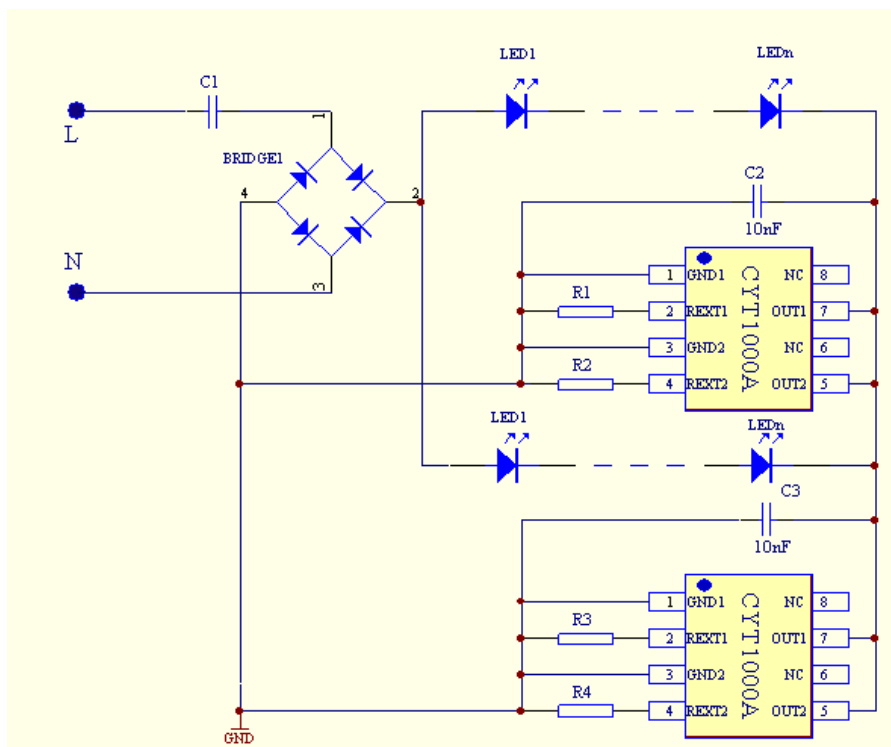 LED1
LEDn
C1
L
1
BRIDGE1
4
2
C2
10nF
N
3
1 GND1 NC 8
R1
2 REXT1 OUT1 7
3 GND2 NC 6
R2
4 REXT2 OUT2 5
CYT1000A
LED1
LEDn
C3
10nF
1 GND1 NC 8
R3
2 REXT1 OUT1 7
3 GND2 NC 6
R4
4 REXT2 OUT2 5
CYT1000A
GND